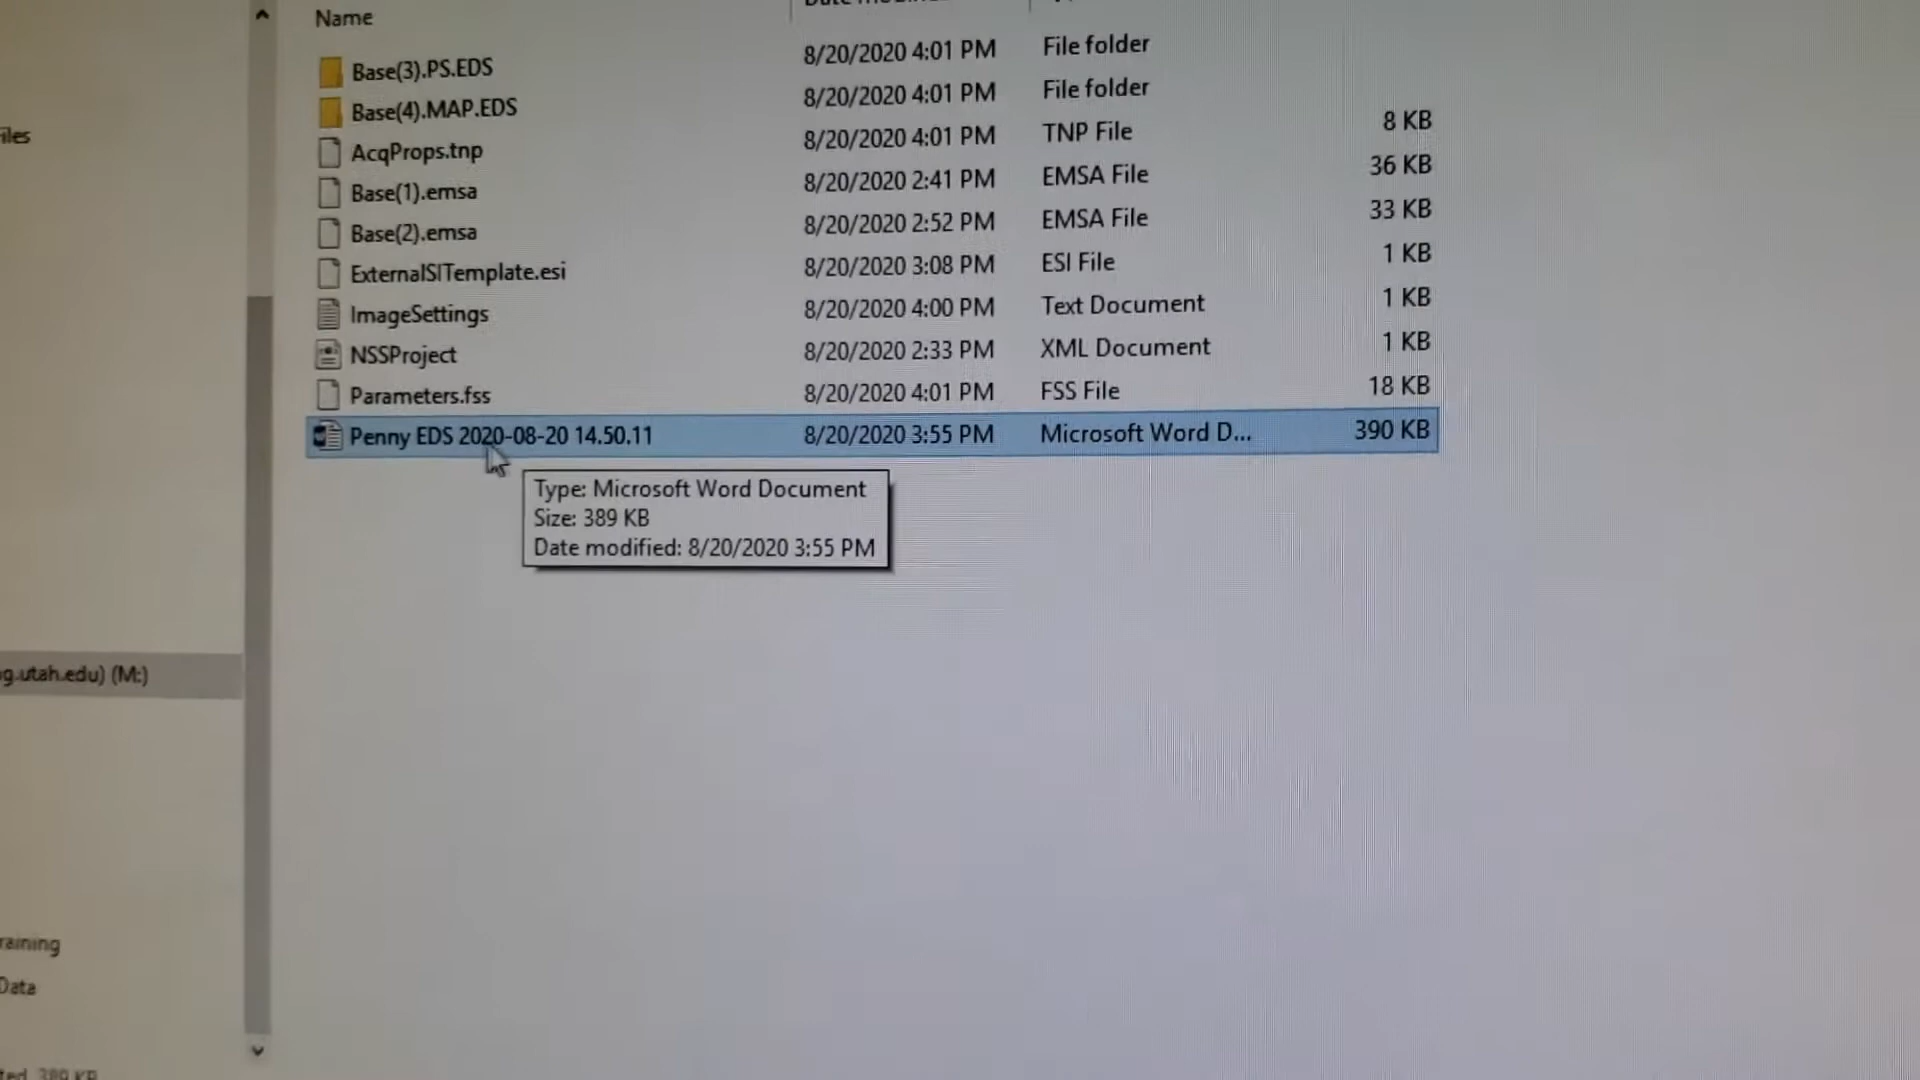 Name
Base(3).PS.EDS 8/20/2020 4:01 PM File folder
Base(4).MAP.EDS 8/20/2020 4:01 PM File folder
AcqProps.tnp 8/20/2020 4:01 PM TNP File 8 KB
Base(1).emsa 8/20/2020 2:41 PM EMSA File 36 KB
Base(2).emsa 8/20/2020 2:52 PM EMSA File 33 KB
ExternalSITemplate.esi 8/20/2020 3:08 PM ESI File 1 KB
ImageSettings 8/20/2020 4:00 PM Text Document 1 KB
NSSProject 8/20/2020 2:33 PM XML Document 1 KB
Parameters.fss 8/20/2020 4:01 PM FSS File 18 KB
Penny EDS 2020-08-20 14.50.11 8/20/2020 3:55 PM Microsoft Word D... 390 KB
Type: Microsoft Word Document
Size: 389 KB
Date modified: 8/20/2020 3:55 PM
iles
g.utah.edu) (M:)
raining
Data
389 KB